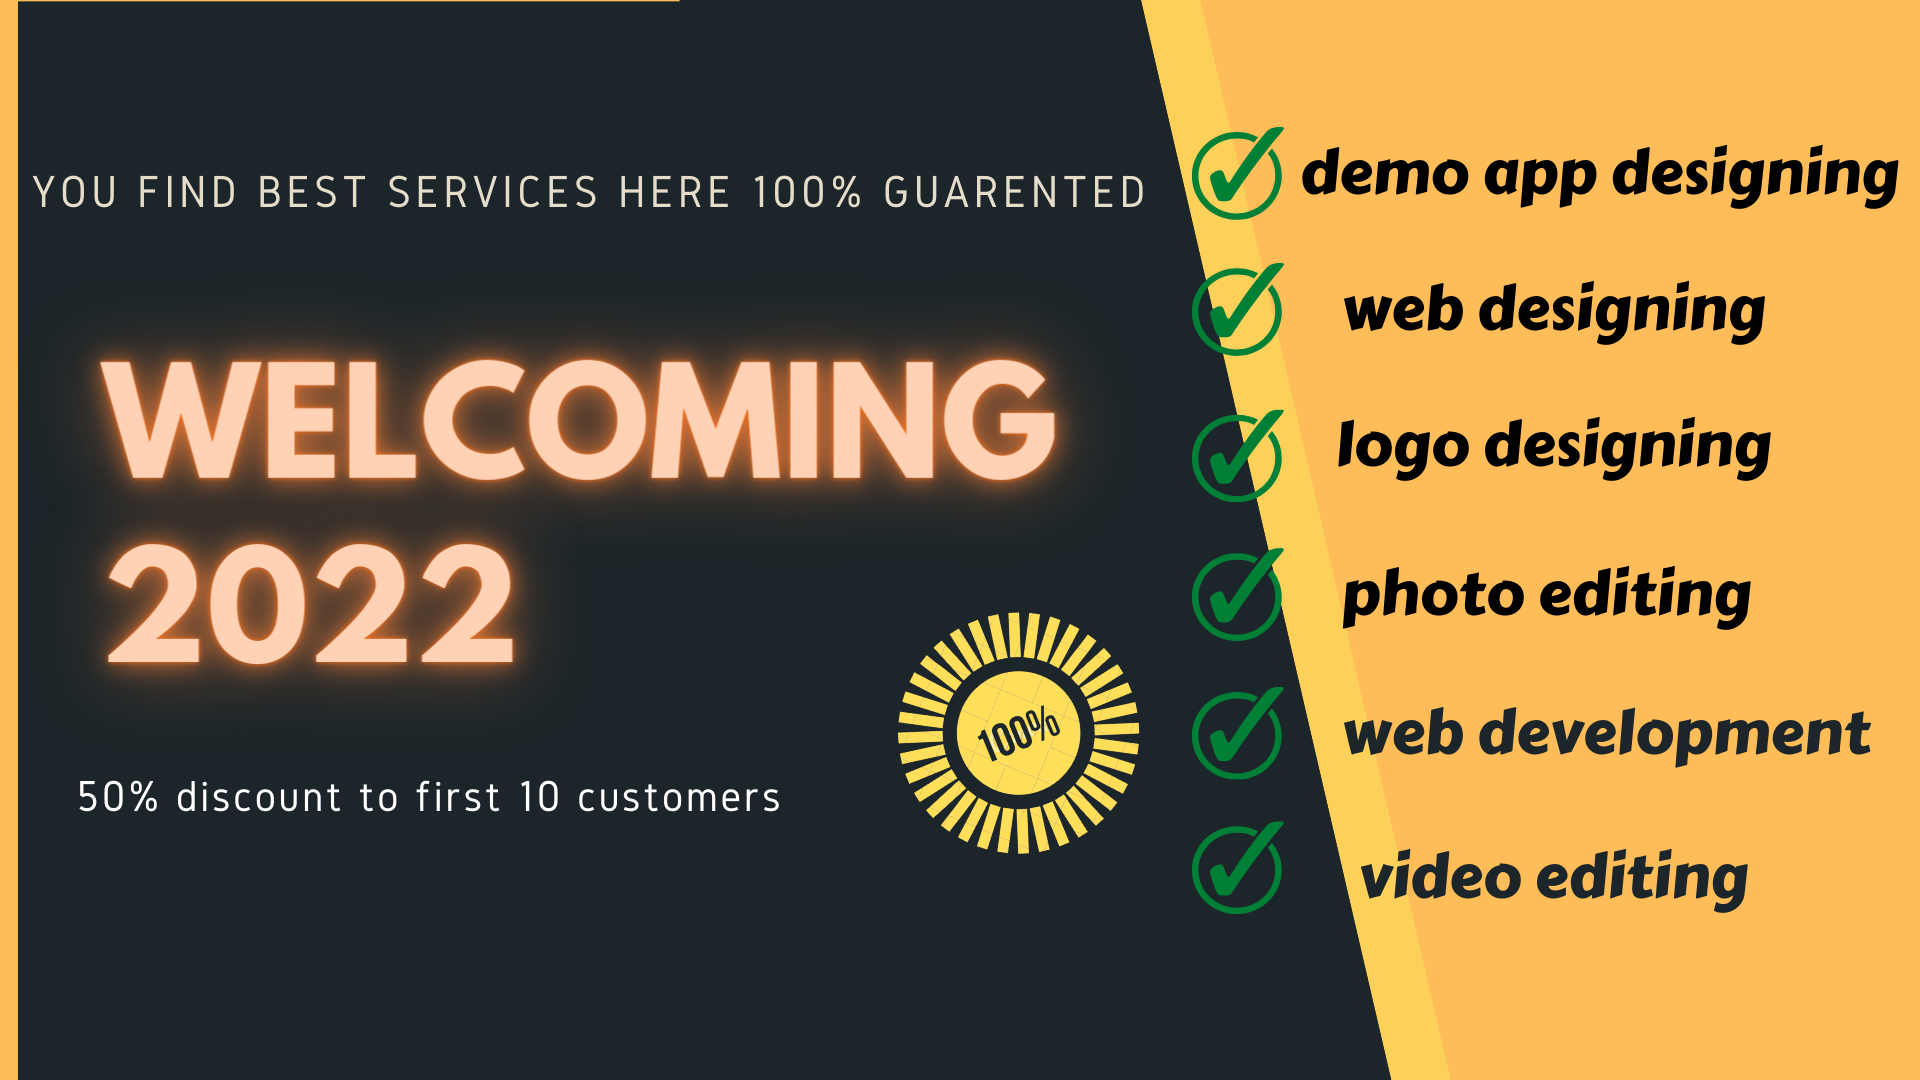 YOU FIND BEST SERVICES HERE 100% GUARENTED
WELCOMING
2022
50% discount to first 10 customers
100%
demo app designing
web designing
logo designing
photo editing
web development
video editing